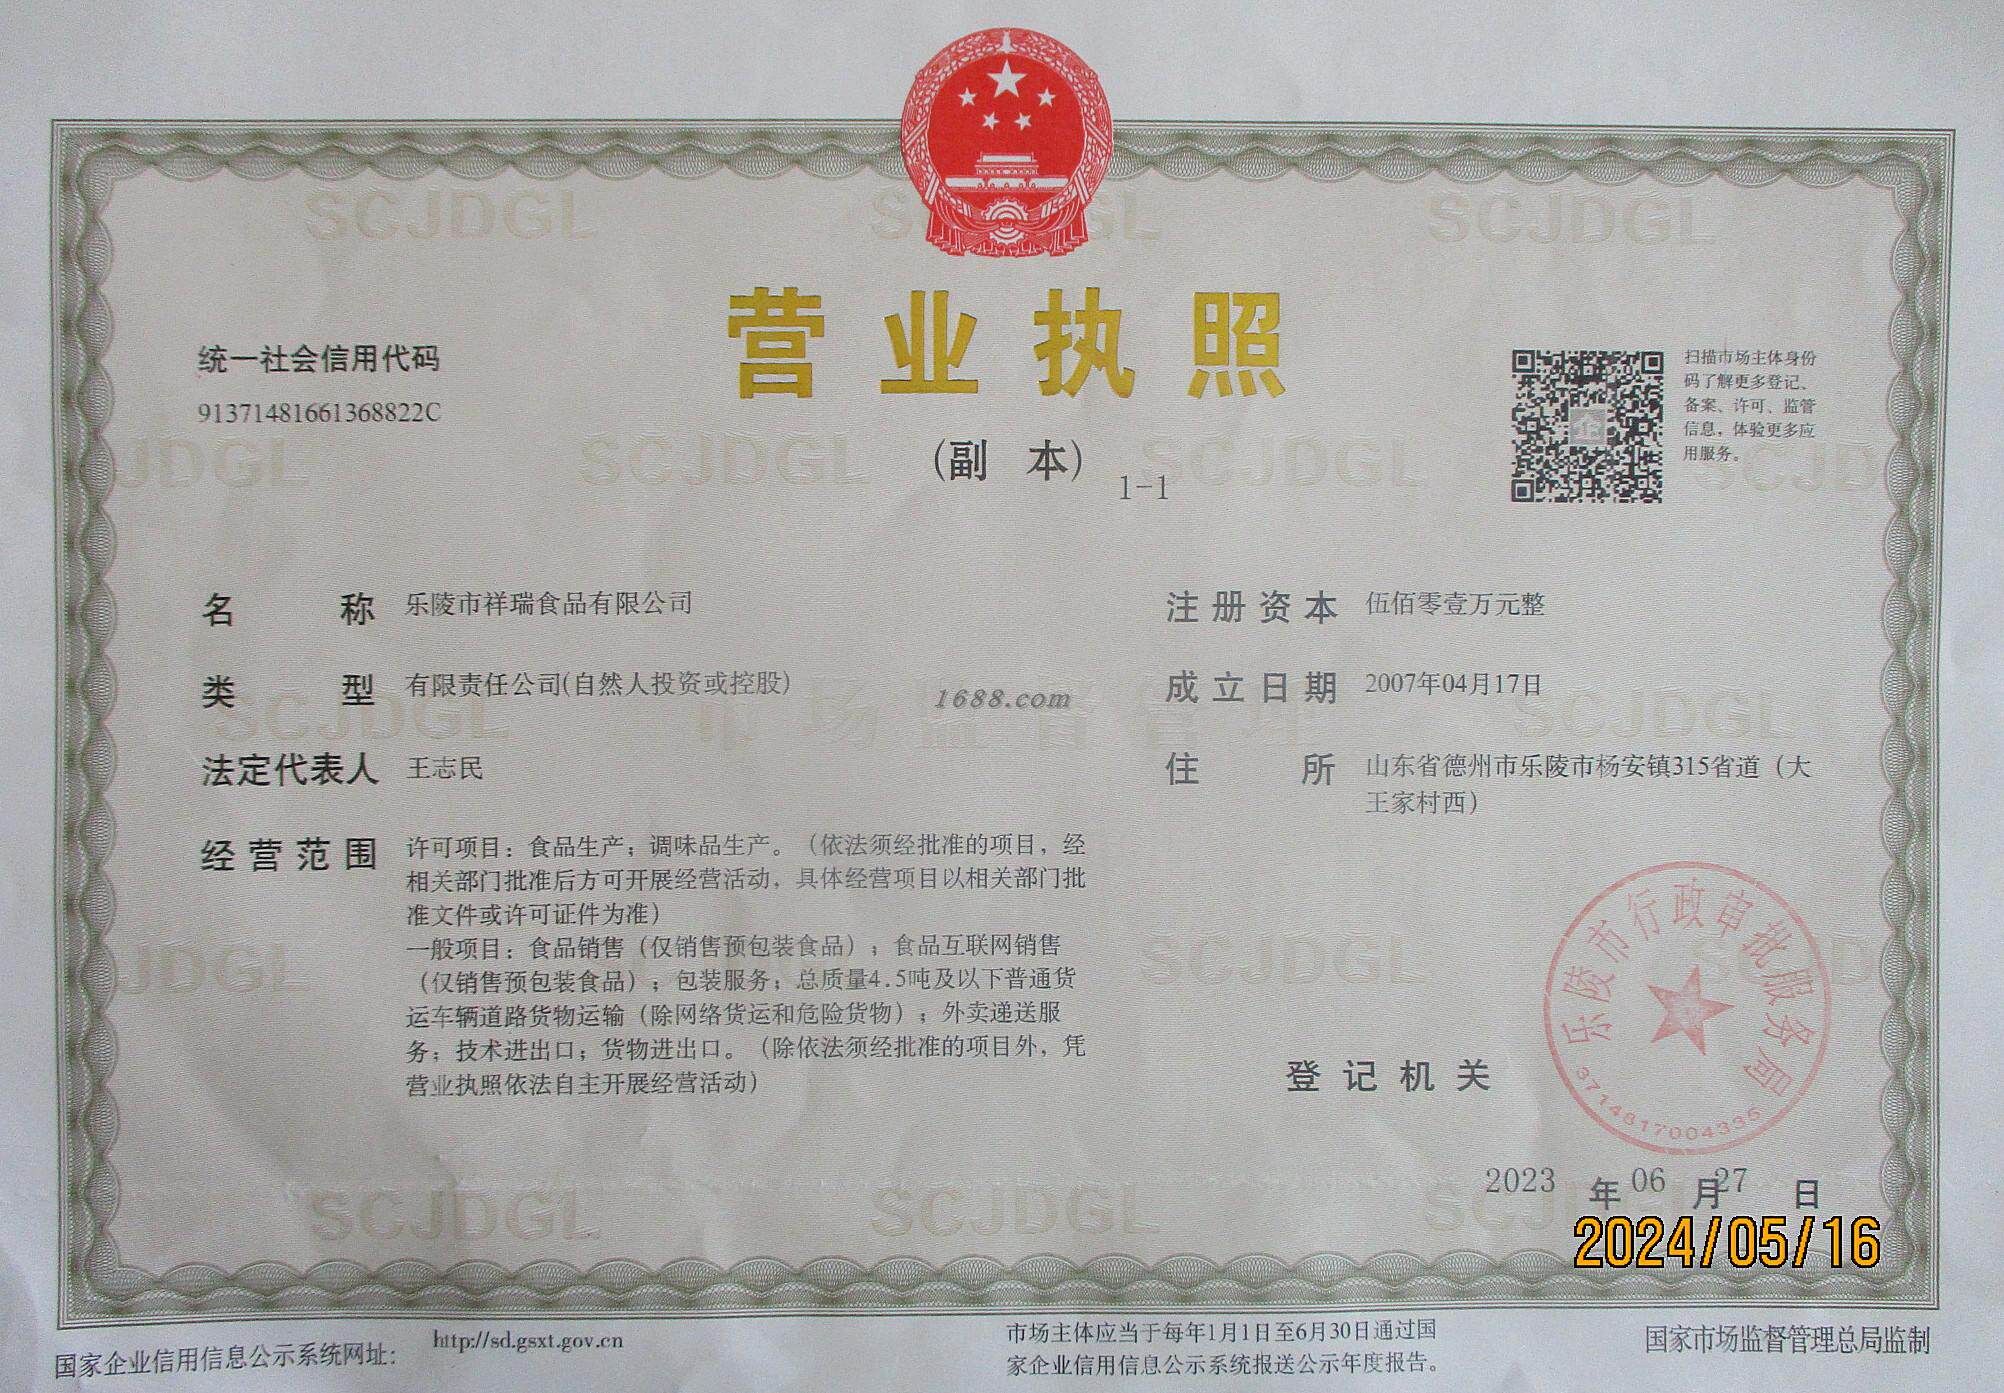 营业执照
(副 本)
1-1
统一社会信用代码
91371481661368822C
扫描市场主体身份
码了解更多登记、
备案、许可、监管
信息，体验更多应
用服务。
名 称 乐陵市祥瑞食品有限公司
类 型 有限责任公司(自然人投资或控股)
法定代表人 王志民
经营范围 许可项目：食品生产；调味品生产。（依法须经批准的项目，经
相关部门批准后方可开展经营活动，具体经营项目以相关部门批
准文件或许可证件为准）
一般项目：食品销售（仅销售预包装食品）；食品互联网销售
（仅销售预包装食品）；包装服务；总质量4.5吨及以下普通货
运车辆道路货物运输（除网络货运和危险货物）；外卖递送服
务；技术进出口；货物进出口。（除依法须经批准的项目外，凭
营业执照依法自主开展经营活动）
注册资本 伍佰零壹万元整
成立日期 2007年04月17日
住 所 山东省德州市乐陵市杨安镇315省道（大
王家村西）
1688.com
市场监督管理
SCJDGL
登记机关
乐陵市行政审批服务局
3714817004335
2023 年 06 月 27 日
2024/05/16
国家企业信用信息公示系统网址：
http://sd.gsxt.gov.cn
市场主体应当于每年1月1日至6月30日通过国
家企业信用信息公示系统报送公示年度报告。
国家市场监督管理总局监制